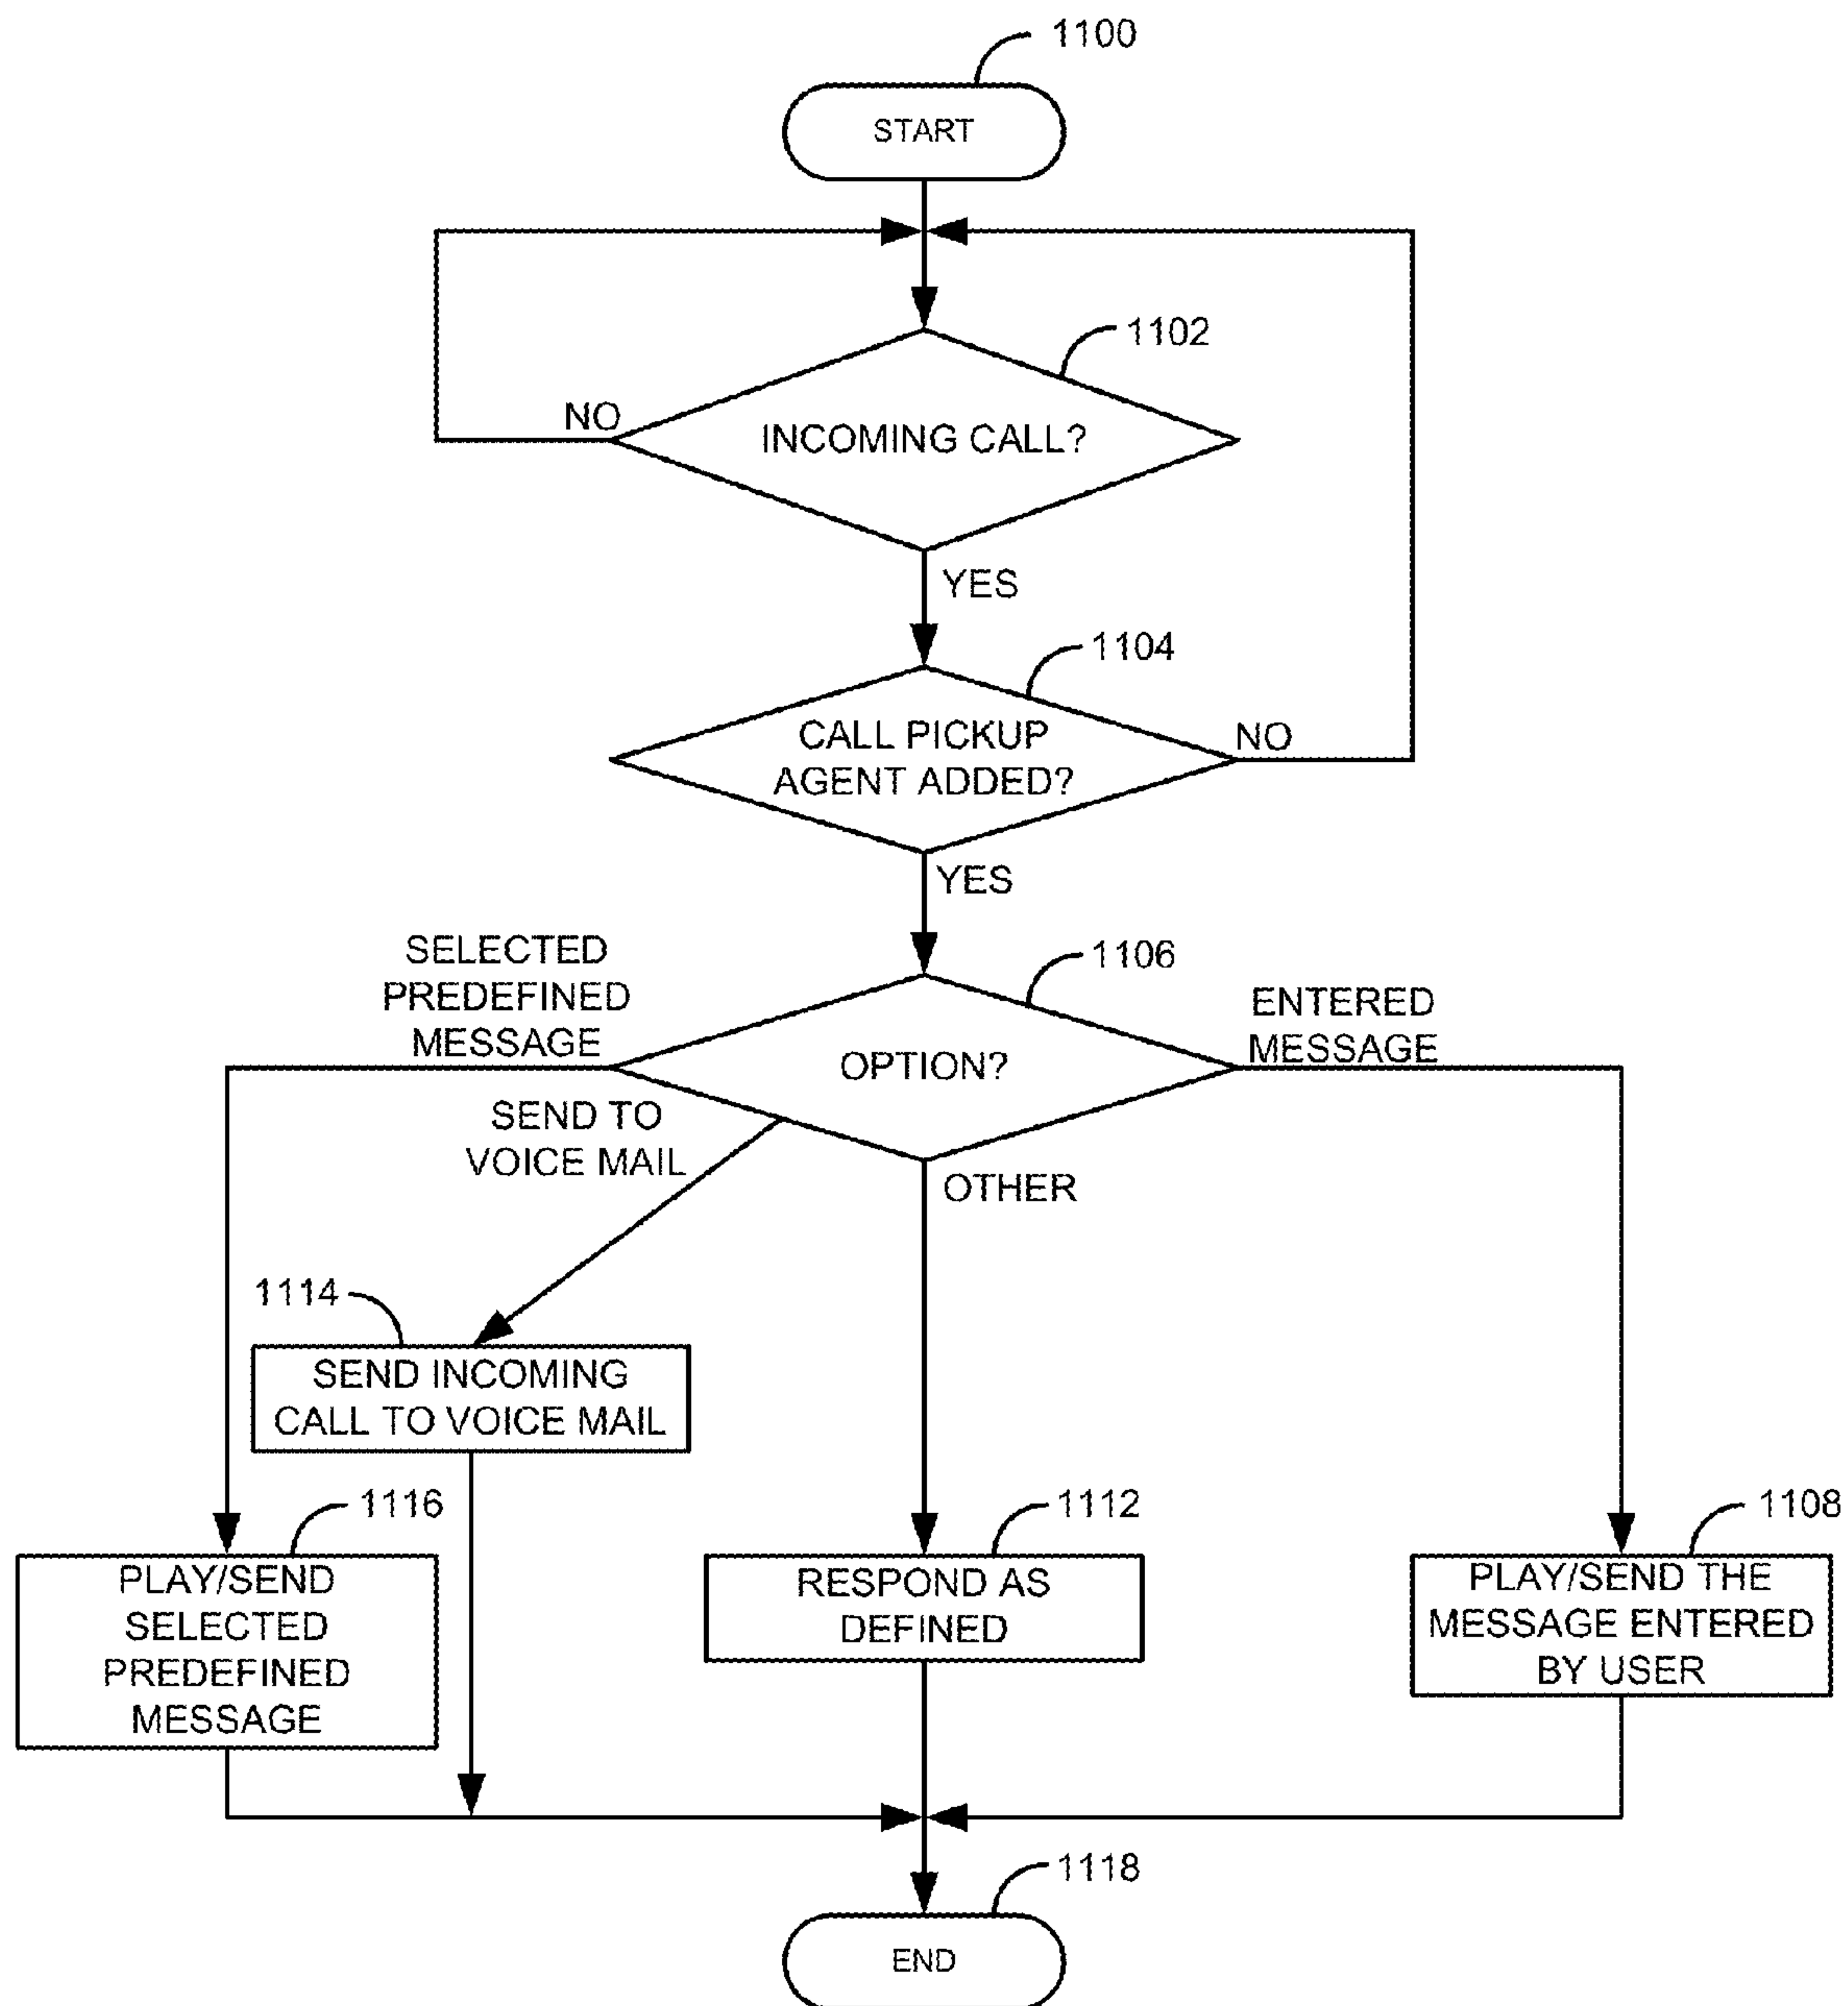 1100
START
1102
NO
INCOMING CALL?
YES
1104
CALL PICKUP
AGENT ADDED?
NO
YES
SELECTED
PREDEFINED
MESSAGE
1106
ENTERED
MESSAGE
OPTION?
SEND TO
VOICE MAIL
OTHER
1114
SEND INCOMING
CALL TO VOICE MAIL
1116
PLAY/SEND
SELECTED
PREDEFINED
MESSAGE
1112
RESPOND AS
DEFINED
1108
PLAY/SEND THE
MESSAGE ENTERED
BY USER
1118
END